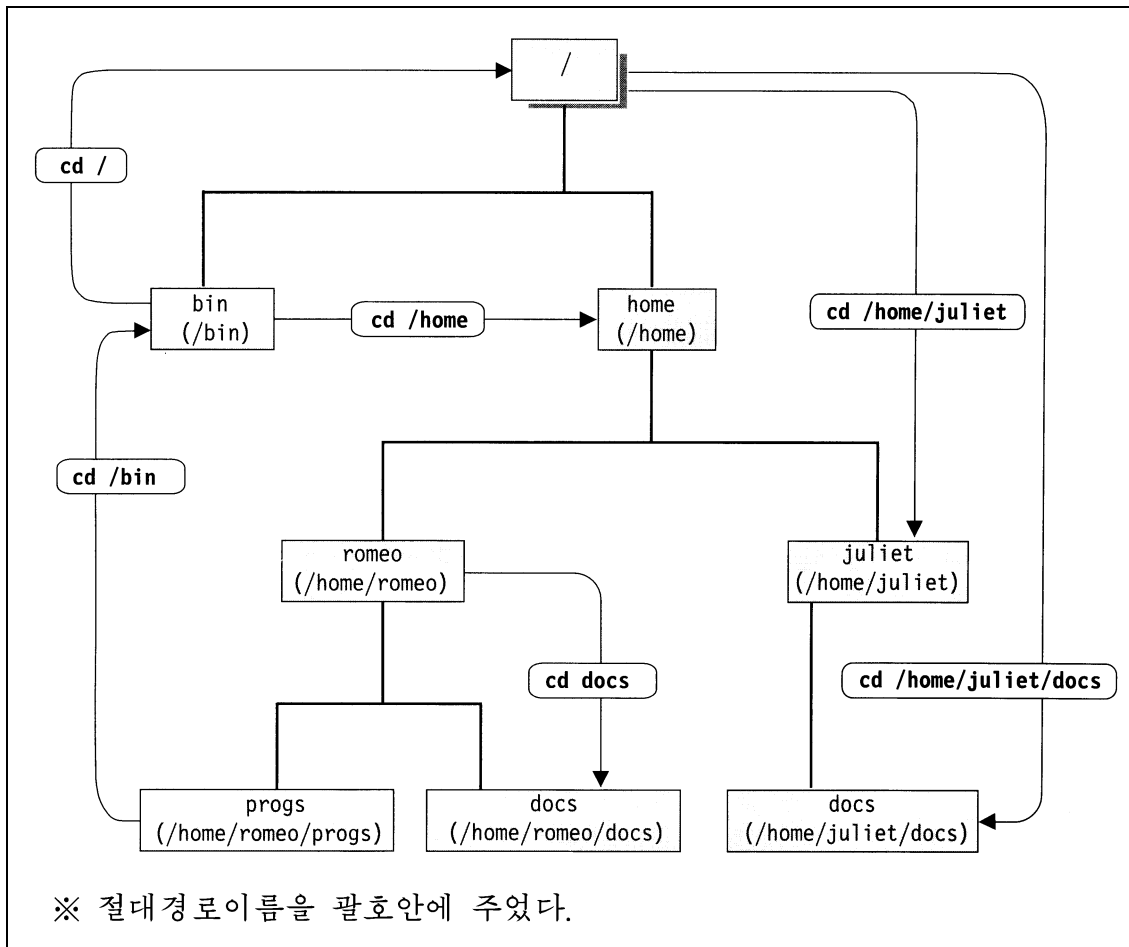 /
cd /
bin
(/bin)
cd /home
home
(/home)
cd /home/juliet
cd /bin
romeo
(/home/romeo)
juliet
(/home/juliet)
cd docs
cd /home/juliet/docs
progs
(/home/romeo/progs)
docs
(/home/romeo/docs)
docs
(/home/juliet/docs)
※ 절대경로이름을 괄호안에 주었다.